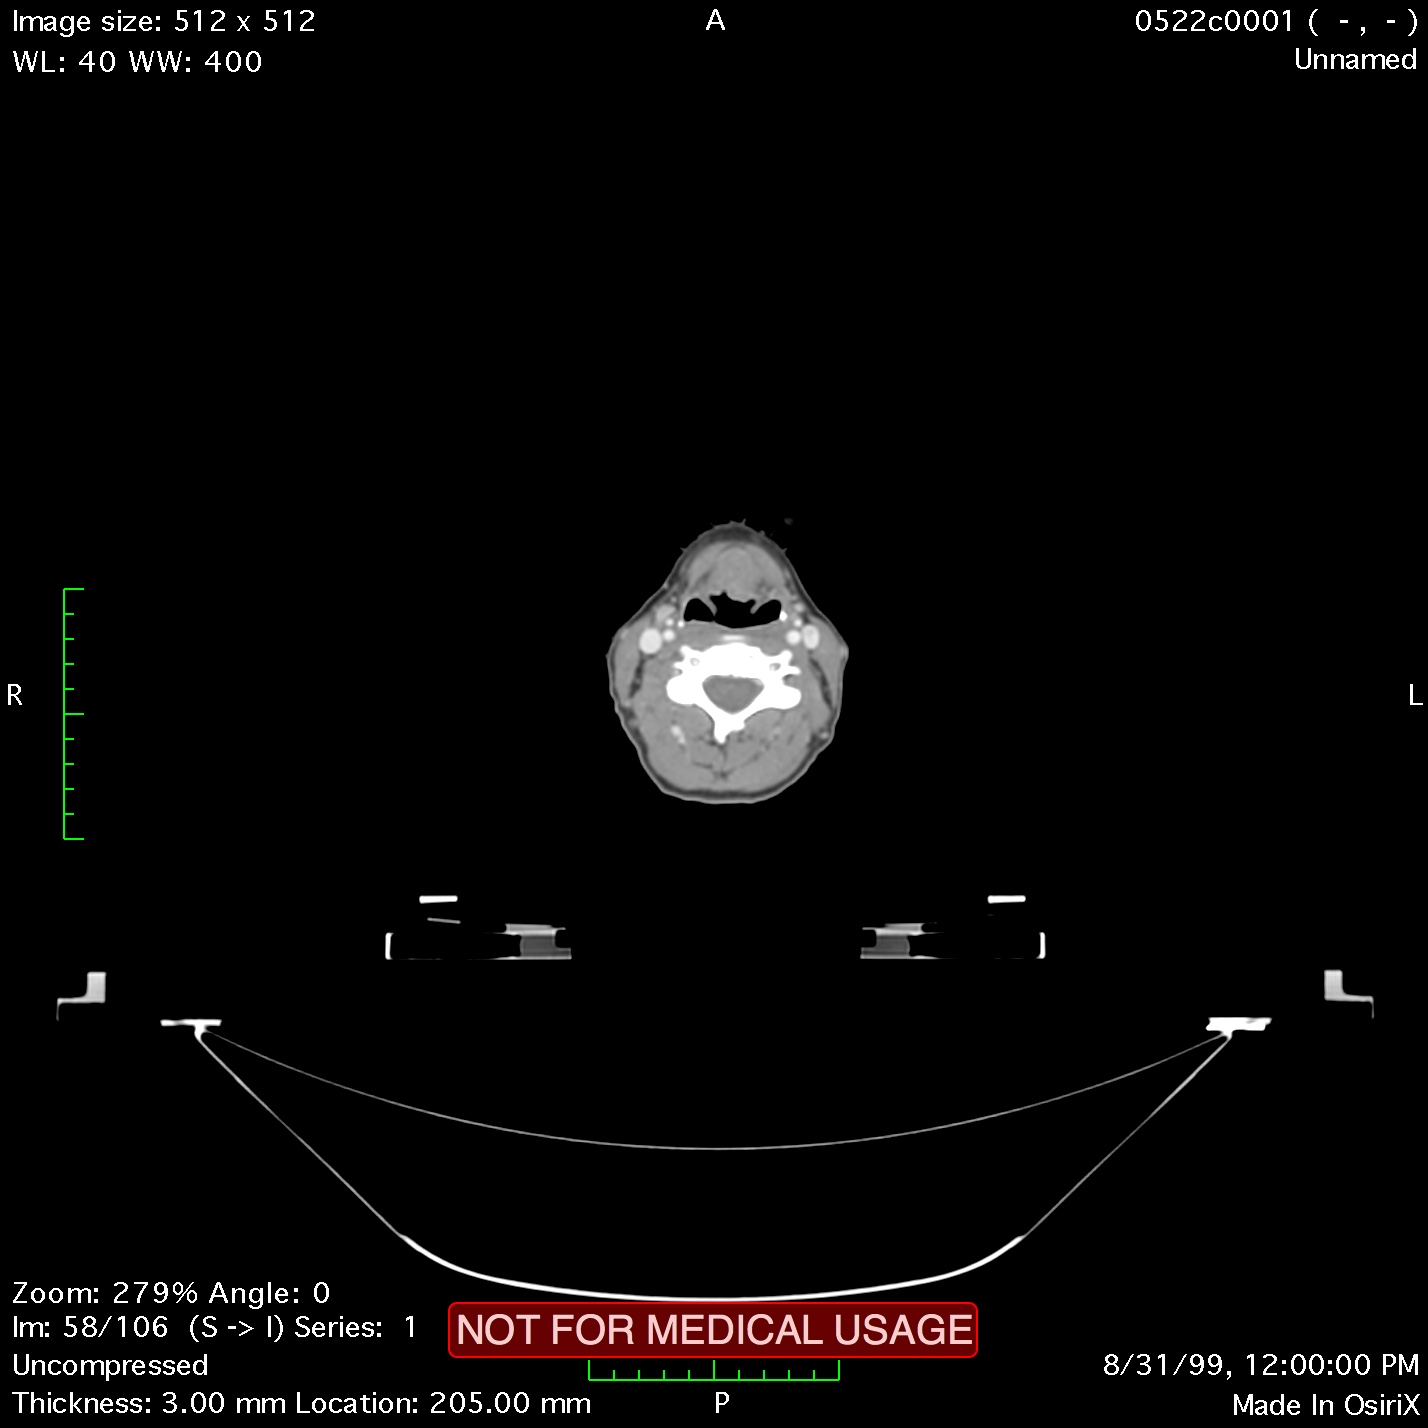 Image size: 512 x 512
WL: 40 WW: 400
A
0522c0001 ( - , - )
Unnamed
R
L
Zoom: 279% Angle: 0
Im: 58/106 (S -> I) Series: 1
Uncompressed
Thickness: 3.00 mm Location: 205.00 mm
NOT FOR MEDICAL USAGE
P
8/31/99, 12:00:00 PM
Made In OsiriX